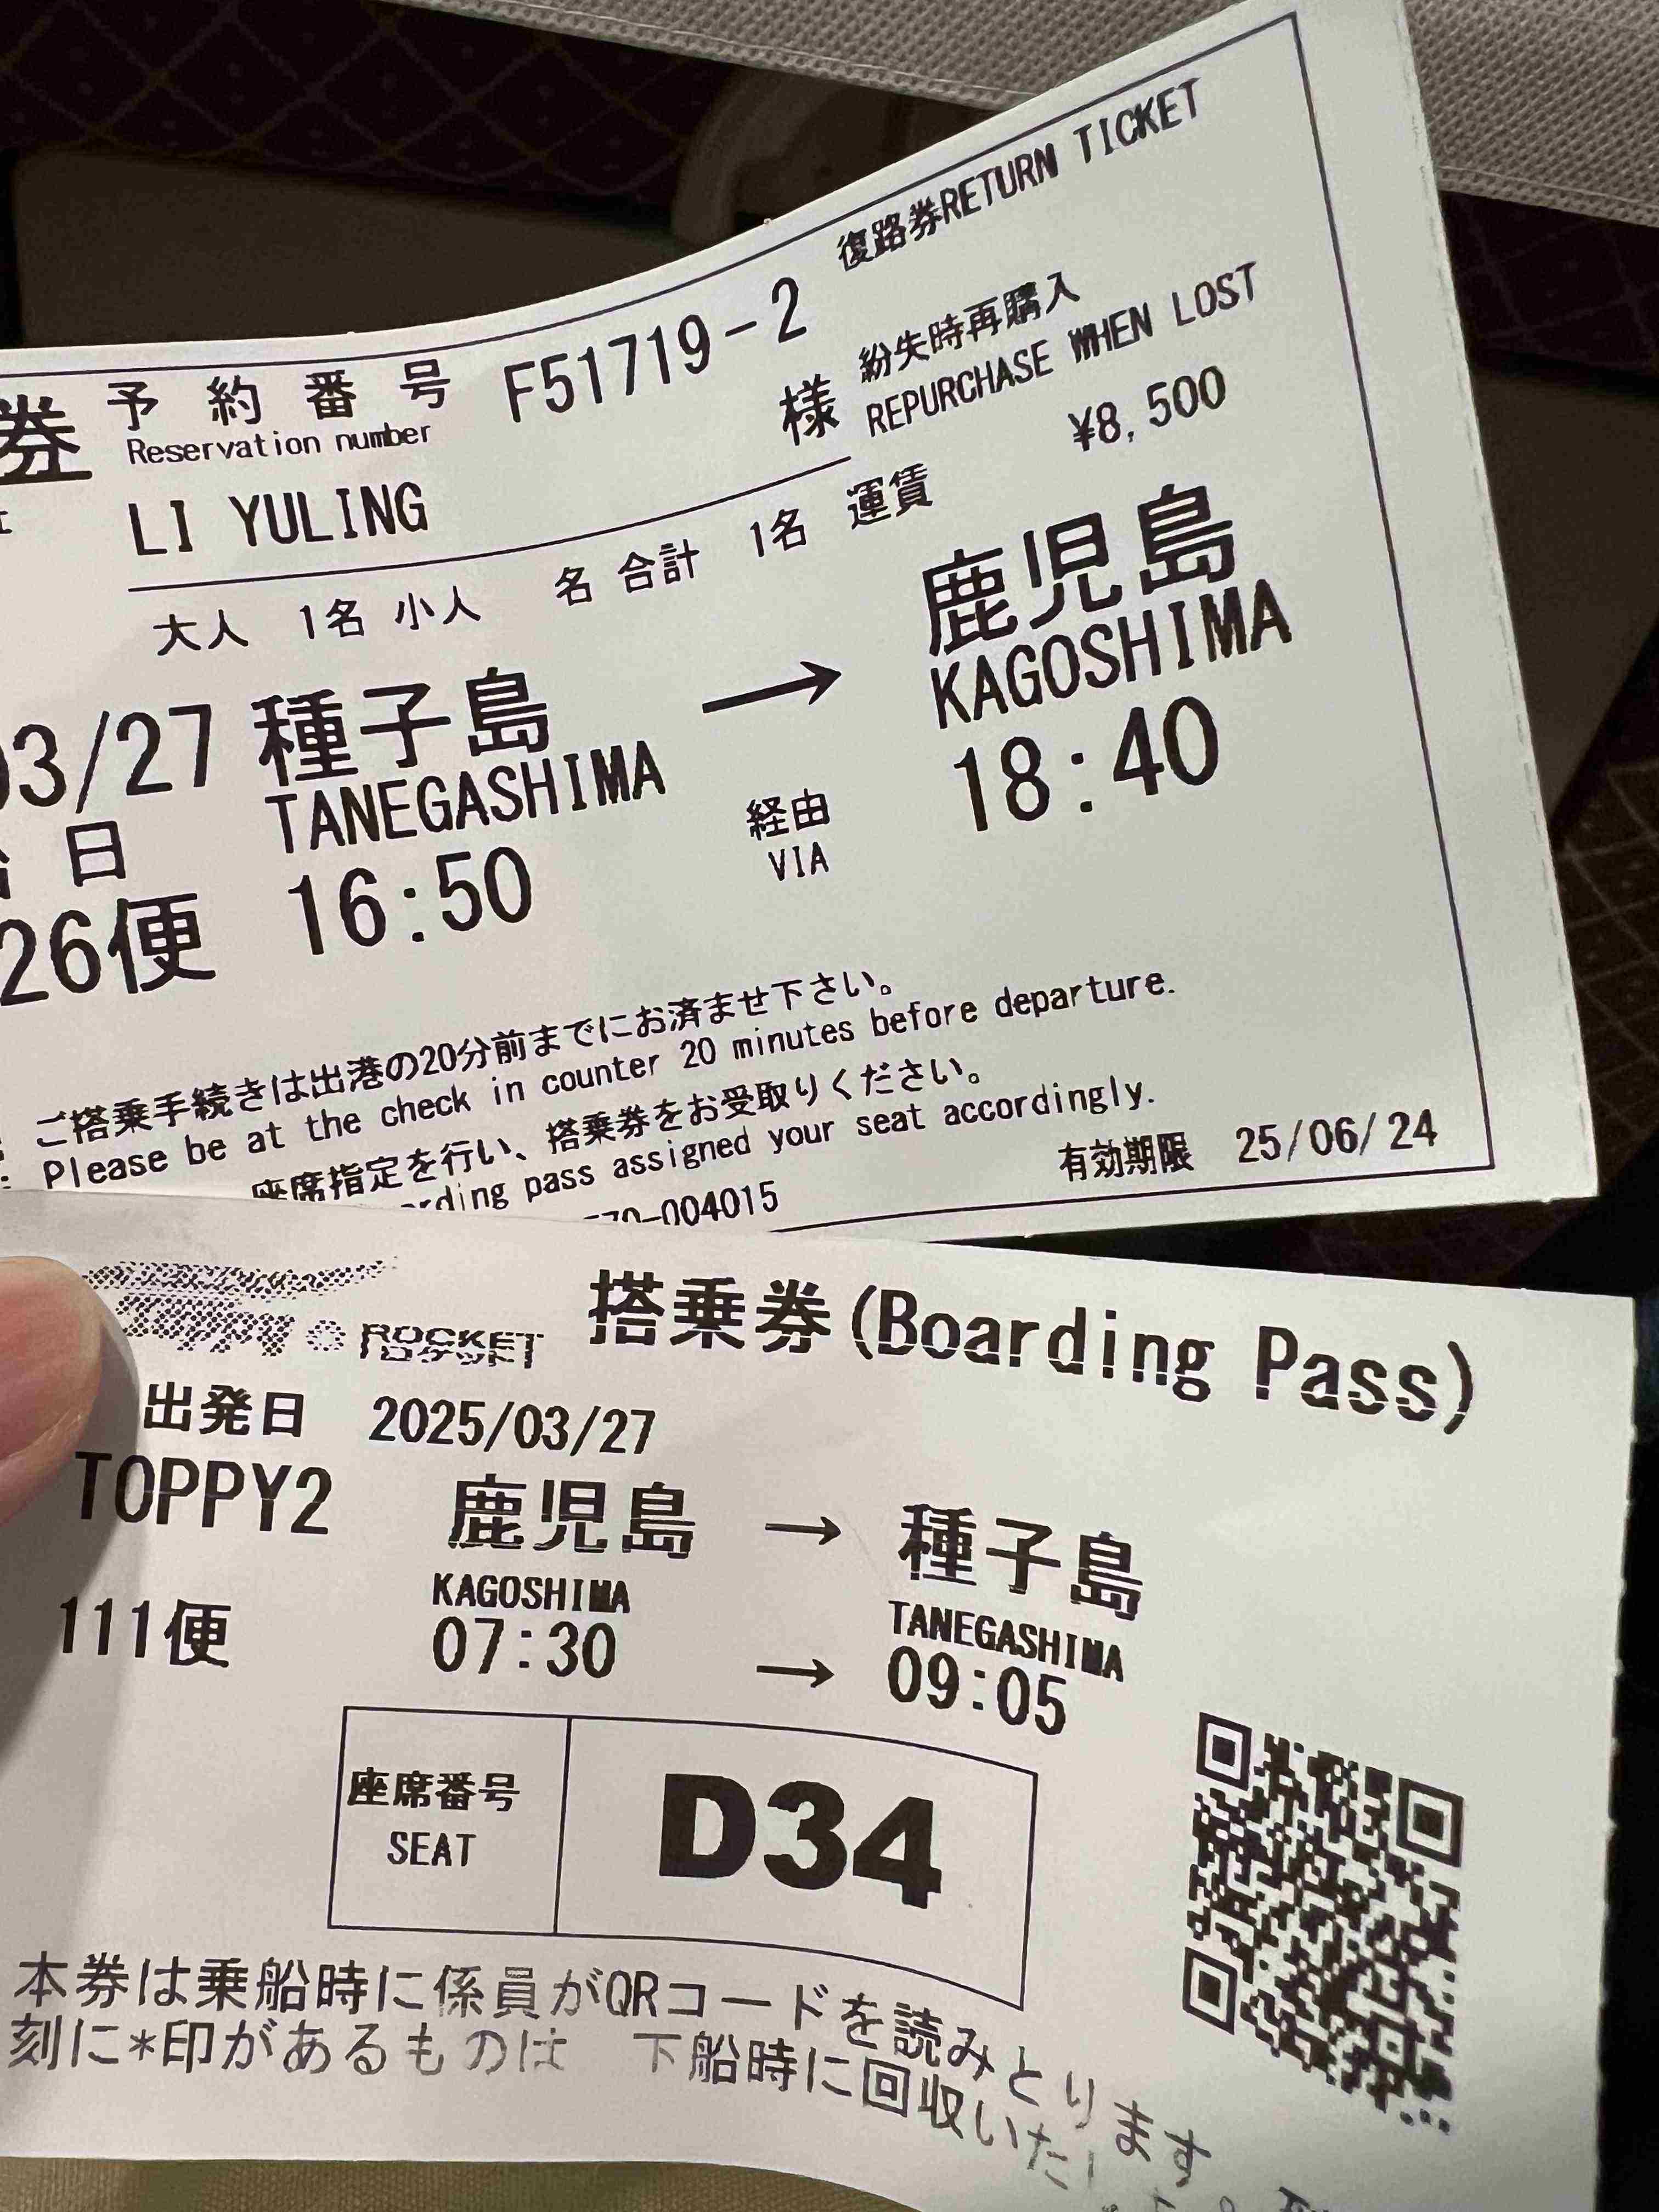 復路券RETURN TICKET
券 予約番号 F51719-2
Reservation number
紛失時再購入
REPURCHASE WHEN LOST
LI YULING 様
大人 1名 小人 名 合計 1名 運賃 ¥8,500
03/27 種子島 → 鹿児島
TANEGASHIMA KAGOSHIMA
日 経由
VIA
26便 16:50 18:40
ご搭乗手続きは出港の20分前までにお済ませ下さい。
Please be at the check in counter 20 minutes before departure.
座席指定を行い、搭乗券をお受取りください。
pass assigned your seat accordingly.
70-004015 有効期限 25/06/24
ROCKET 搭乗券(Boarding Pass)
出発日 2025/03/27
TOPPY2 鹿児島 → 種子島
KAGOSHIMA TANEGASHIMA
111便 07:30 → 09:05
座席番号 D34
SEAT
本券は乗船時に係員がQRコードを読みとります
刻に*印があるものは 下船時に回収いた